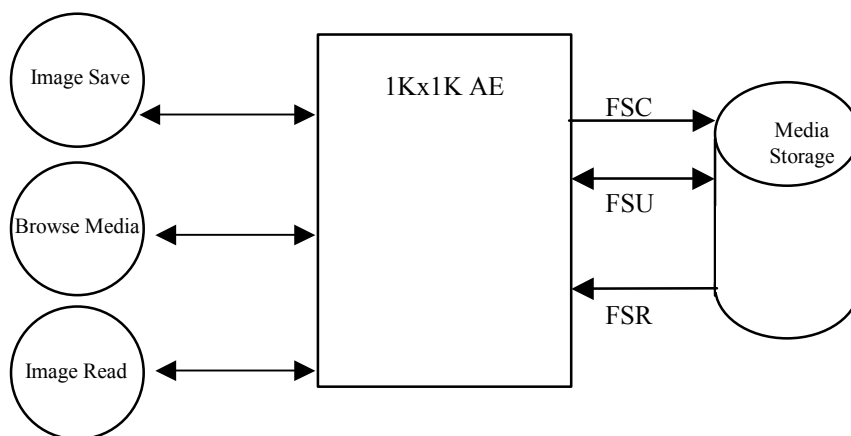 Image Save
1Kx1K AE
FSC
Media
Storage
FSU
Browse Media
FSR
Image Read